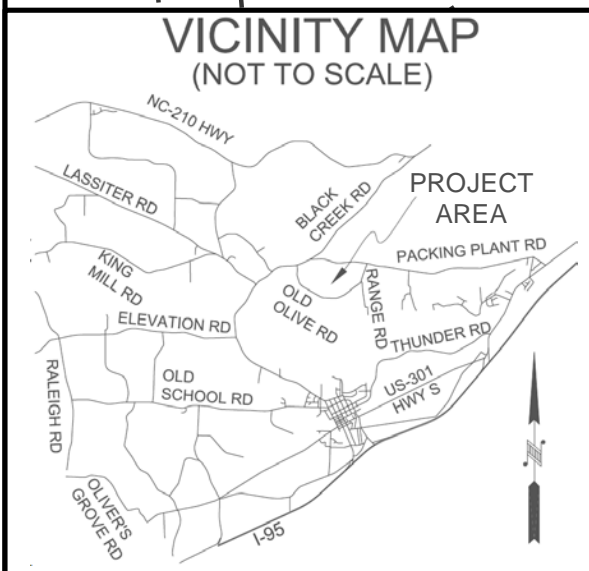 VICINITY MAP
(NOT TO SCALE)
NC-210 HWY
LASSITER RD
BLACK
CREEK RD
PROJECT
AREA
PACKING PLANT RD
KING
MILL RD
OLD
OLIVE RD
RANGE RD
ELEVATION RD
THUNDER RD
RALEIGH RD
OLD
SCHOOL RD
US-301
HWY S
OLIVER'S
GROVE RD
I-95
N